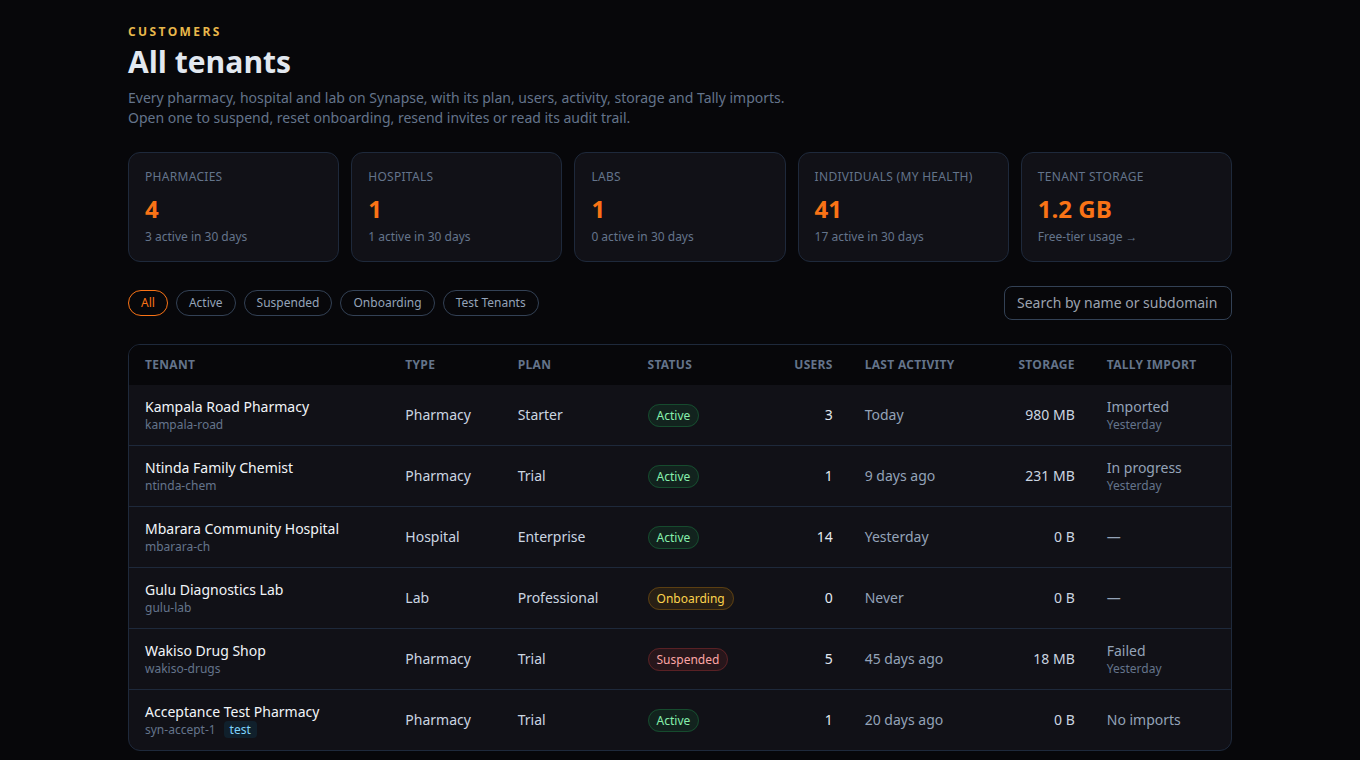 CUSTOMERS
All tenants
Every pharmacy, hospital and lab on Synapse, with its plan, users, activity, storage and Tally imports.
Open one to suspend, reset onboarding, resend invites or read its audit trail.
PHARMACIES
4
3 active in 30 days
HOSPITALS
1
1 active in 30 days
LABS
1
0 active in 30 days
INDIVIDUALS (MY HEALTH)
41
17 active in 30 days
TENANT STORAGE
1.2 GB
Free-tier usage →
All Active Suspended Onboarding Test Tenants Search by name or subdomain
TENANT TYPE PLAN STATUS USERS LAST ACTIVITY STORAGE TALLY IMPORT
Kampala Road Pharmacy Pharmacy Starter Active 3 Today 980 MB Imported
kampala-road Yesterday
Ntinda Family Chemist Pharmacy Trial Active 1 9 days ago 231 MB In progress
ntinda-chem Yesterday
Mbarara Community Hospital Hospital Enterprise Active 14 Yesterday 0 B —
mbarara-ch
Gulu Diagnostics Lab Lab Professional Onboarding 0 Never 0 B —
gulu-lab
Wakiso Drug Shop Pharmacy Trial Suspended 5 45 days ago 18 MB Failed
wakiso-drugs Yesterday
Acceptance Test Pharmacy Pharmacy Trial Active 1 20 days ago 0 B No imports
syn-accept-1 test